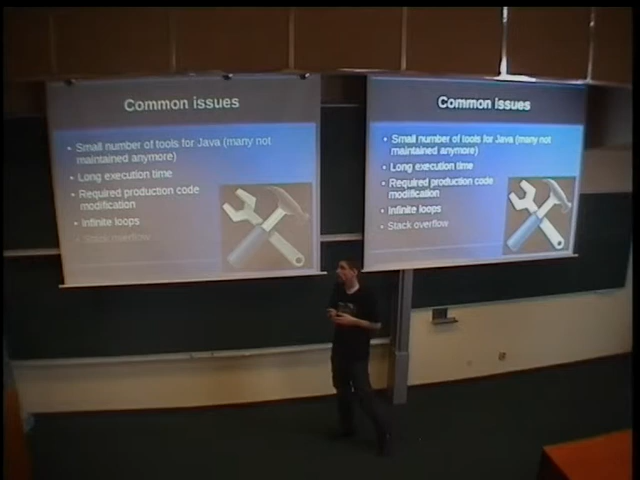 Common issues
Small number of tools for Java (many not
maintained anymore)
Long execution time
Required production code
modification
Infinite loops
Stack overflow
Common issues
Small number of tools for Java (many not
maintained anymore)
Long execution time
Required production code
modification
Infinite loops
Stack overflow